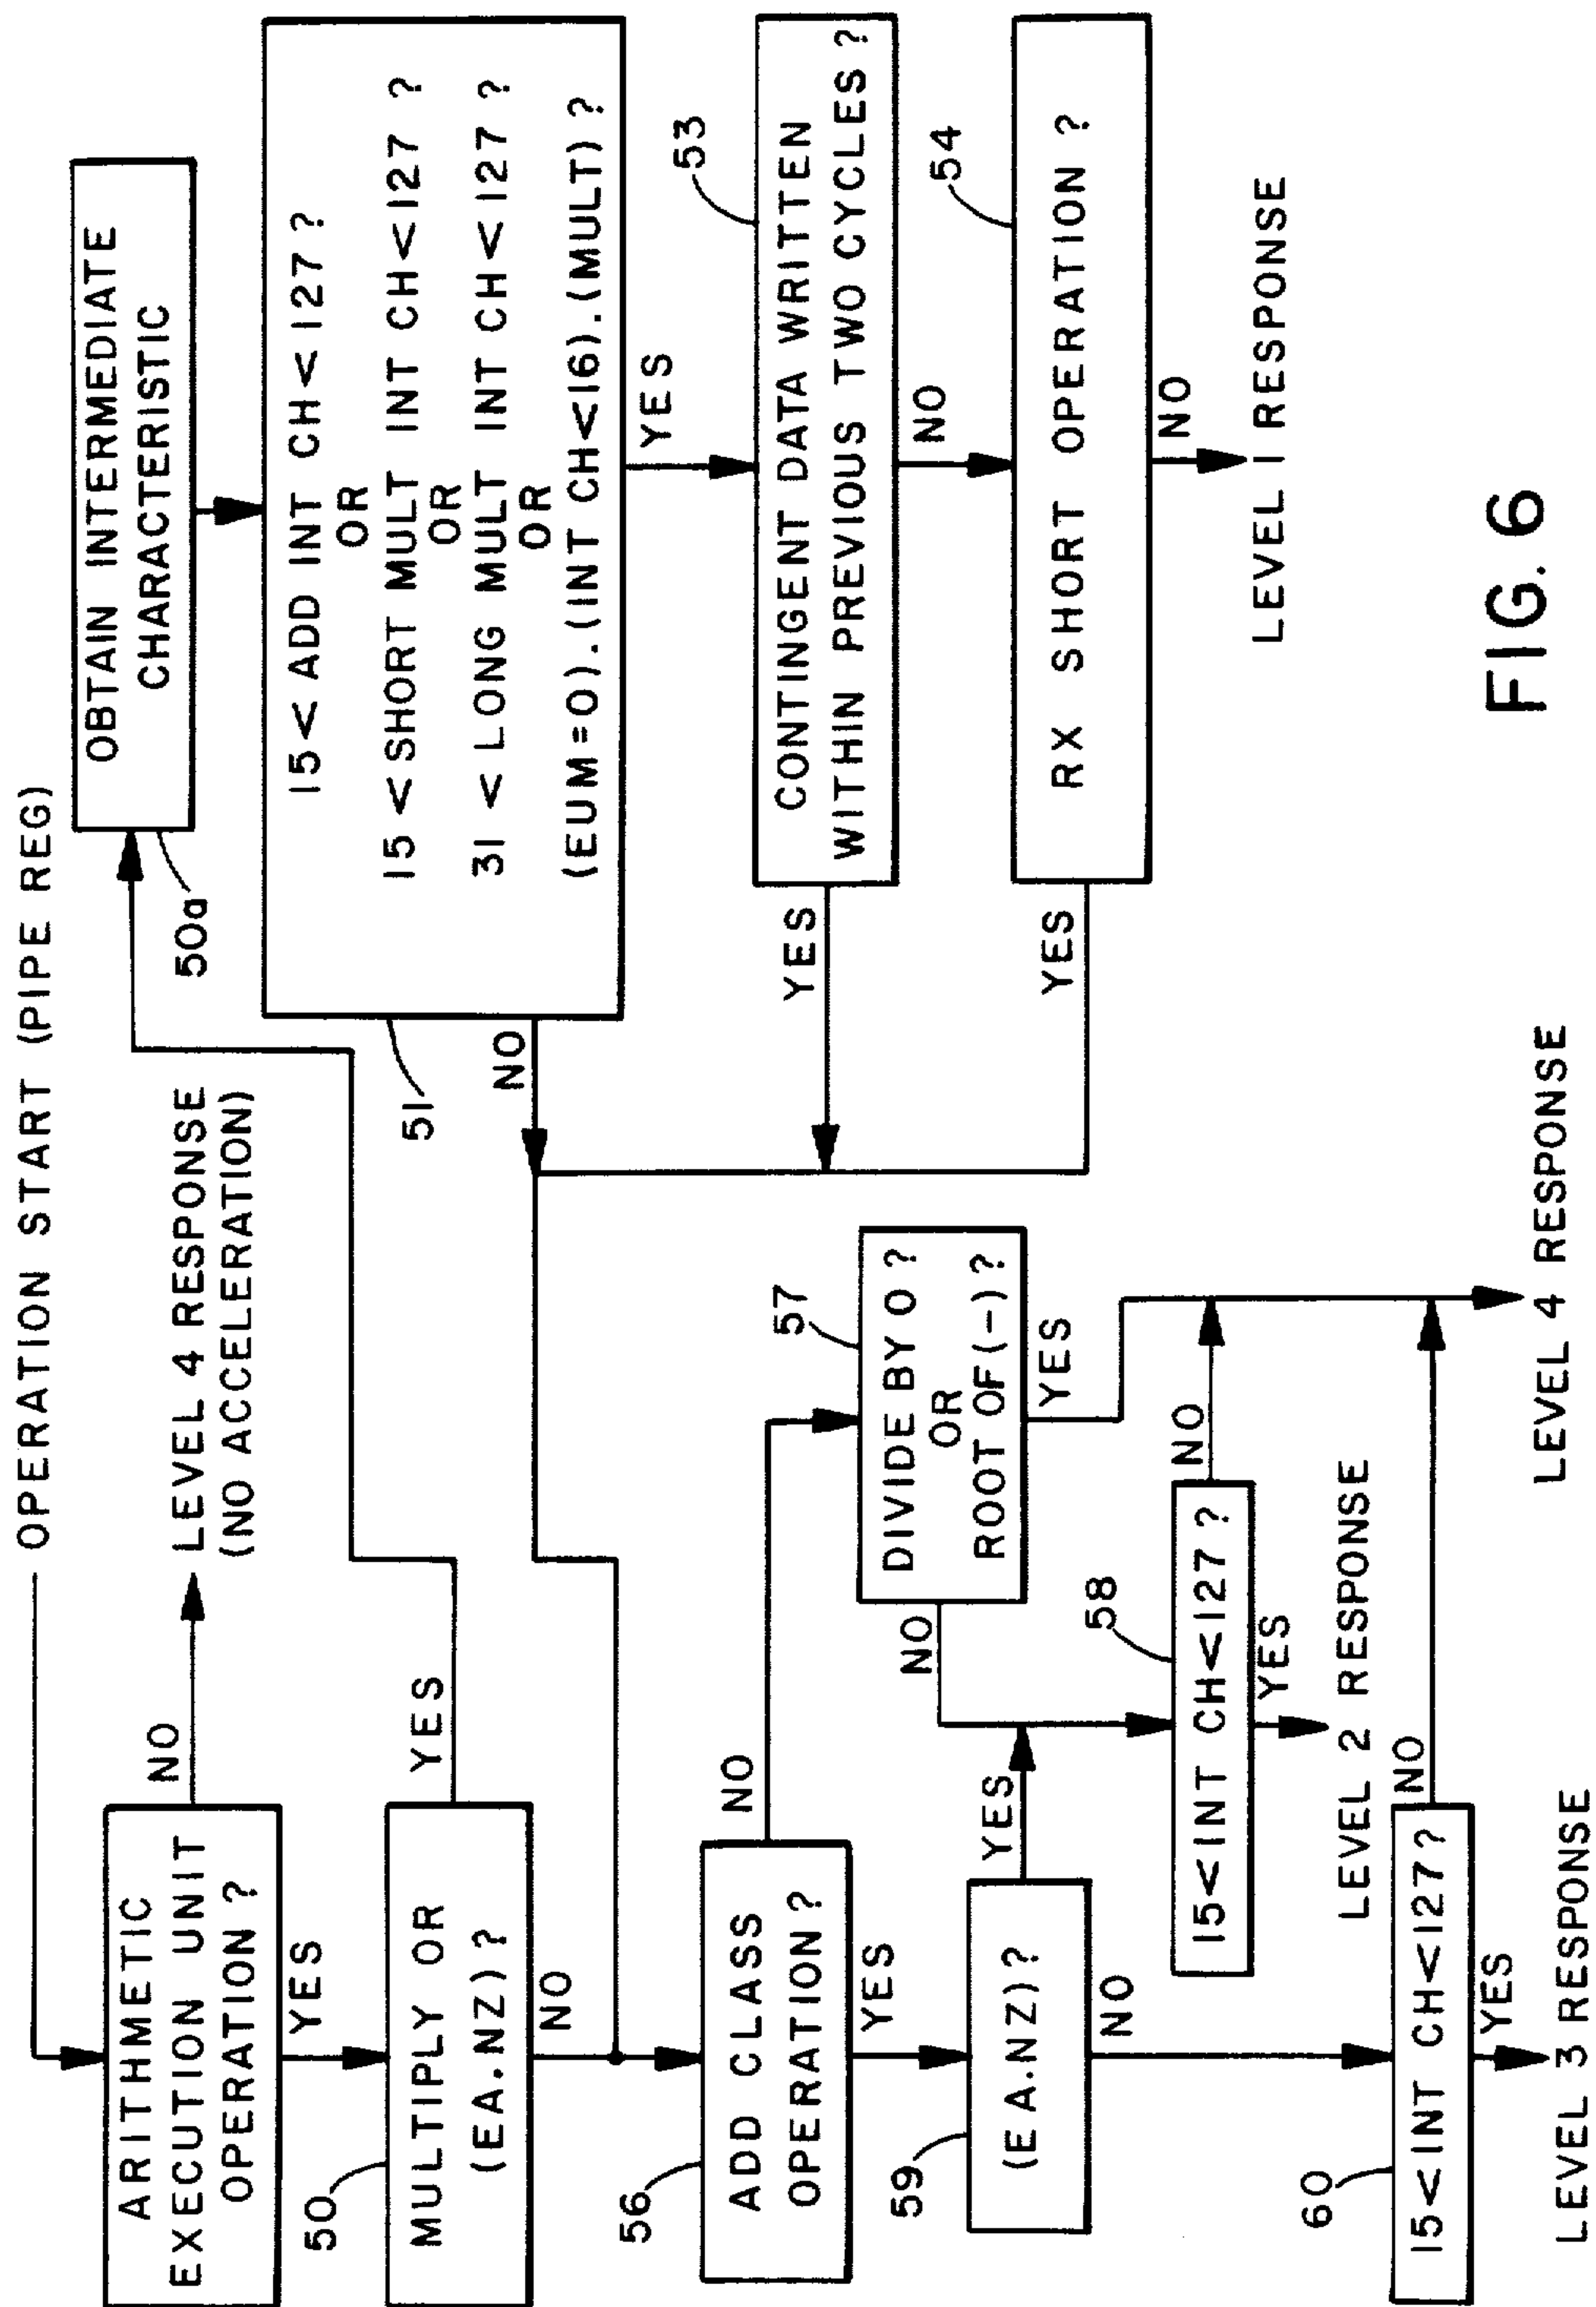 OPERATION START (PIPE REG)
ARITHMETIC
EXECUTION UNIT
OPERATION ?
NO
LEVEL 4 RESPONSE
(NO ACCELERATION)
YES
50
MULTIPLY OR
(EA.NZ) ?
YES
NO
OBTAIN INTERMEDIATE
CHARACTERISTIC
50a
15 < ADD INT CH < 127 ?
OR
15 < SHORT MULT INT CH < 127 ?
OR
31 < LONG MULT INT CH < 127 ?
OR
(EUM=0).(INT CH<16).(MULT) ?
51
NO
YES
53
CONTINGENT DATA WRITTEN
WITHIN PREVIOUS TWO CYCLES ?
YES
NO
54
RX SHORT OPERATION ?
YES
NO
LEVEL 1 RESPONSE
56
ADD CLASS
OPERATION ?
NO
YES
57
DIVIDE BY 0 ?
OR
ROOT OF(-) ?
NO
YES
59
(EA.NZ)?
YES
NO
58
15<INT CH<127 ?
NO
YES
LEVEL 2 RESPONSE
60
15<INT CH<127?
NO
YES
LEVEL 3 RESPONSE
LEVEL 4 RESPONSE
FIG. 6